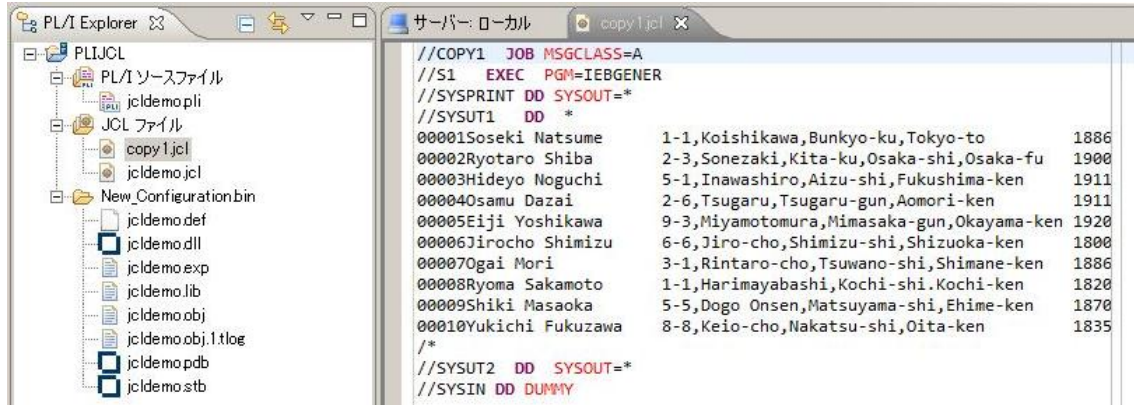 PL/I Explorer
PLIJCL
PL/I ソースファイル
jcldemo.pli
JCL ファイル
copy1.jcl
jcldemo.jcl
New_Configuration.bin
jcldemo.def
jcldemo.dll
jcldemo.exp
jcldemo.lib
jcldemo.obj
jcldemo.obj.1.tlog
jcldemo.pdb
jcldemo.stb
サーバー: ローカル
copy1.jcl
//COPY1  JOB MSGCLASS=A
//S1   EXEC  PGM=IEBGENER
//SYSPRINT DD SYSOUT=*
//SYSUT1   DD  *
00001Soseki Natsume      1-1,Koishikawa,Bunkyo-ku,Tokyo-to         1886
00002Ryotaro Shiba       2-3,Sonezaki,Kita-ku,Osaka-shi,Osaka-fu   1900
00003Hideyo Noguchi      5-1,Inawashiro,Aizu-shi,Fukushima-ken     1911
00004Osamu Dazai         2-6,Tsugaru,Tsugaru-gun,Aomori-ken        1911
00005Eiji Yoshikawa      9-3,Miyamotomura,Mimasaka-gun,Okayama-ken 1920
00006Jirocho Shimizu     6-6,Jiro-cho,Shimizu-shi,Shizuoka-ken     1800
00007Ogai Mori           3-1,Rintaro-cho,Tsuwano-shi,Shimane-ken   1886
00008Ryoma Sakamoto      1-1,Harimayabashi,Kochi-shi.Kochi-ken     1820
00009Shiki Masaoka       5-5,Dogo Onsen,Matsuyama-shi,Ehime-ken    1870
00010Yukichi Fukuzawa    8-8,Keio-cho,Nakatsu-shi,Oita-ken         1835
/*
//SYSUT2  DD  SYSOUT=*
//SYSIN DD DUMMY